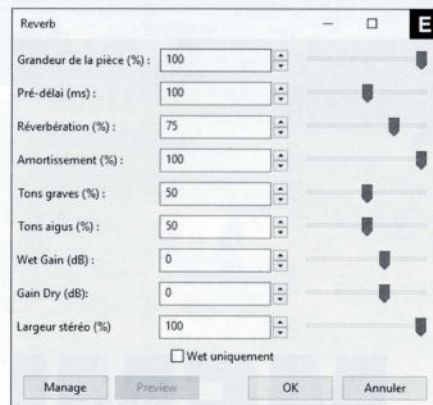 Reverb
E
Grandeur de la pièce (%) : 100
Pré-délai (ms) : 100
Réverbération (%) : 75
Amortissement (%) : 100
Tons graves (%) : 50
Tons aigus (%) : 50
Wet Gain (dB) : 0
Gain Dry (dB): 0
Largeur stéréo (%) 100
Wet uniquement
Manage Preview OK Annuler